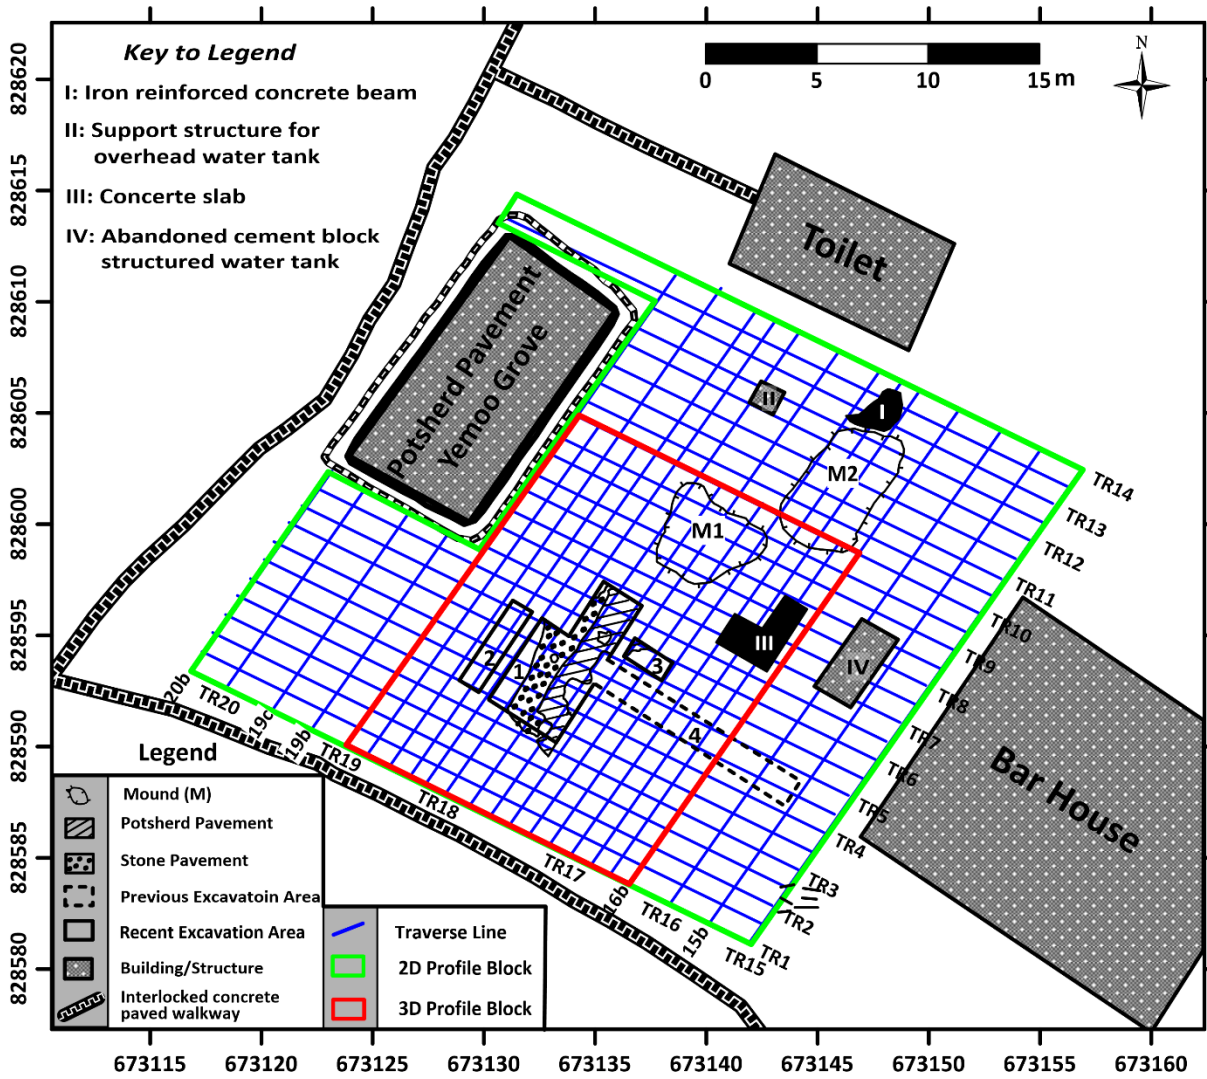 Key to Legend
I: Iron reinforced concrete beam
II: Support structure for
overhead water tank
III: Concerte slab
IV: Abandoned cement block
structured water tank
0 5 10 15 m
N
Toilet
Potsherd Pavement
Yemoo Grove
Bar House
I
II
III
IV
M1
M2
1
2
3
4
TR14
TR13
TR12
TR11
TR10
TR9
TR8
TR7
TR6
TR5
TR4
TR3
TR2
TR1
20b
TR20
19c
19b
TR19
TR18
TR17
16b
TR16
15b
TR15
Legend
Mound (M)
Potsherd Pavement
Stone Pavement
Previous Excavatoin Area
Recent Excavation Area
Building/Structure
Interlocked concrete
paved walkway
Traverse Line
2D Profile Block
3D Profile Block
828620
828615
828610
828605
828600
828595
828590
828585
828580
673115 673120 673125 673130 673135 673140 673145 673150 673155 673160